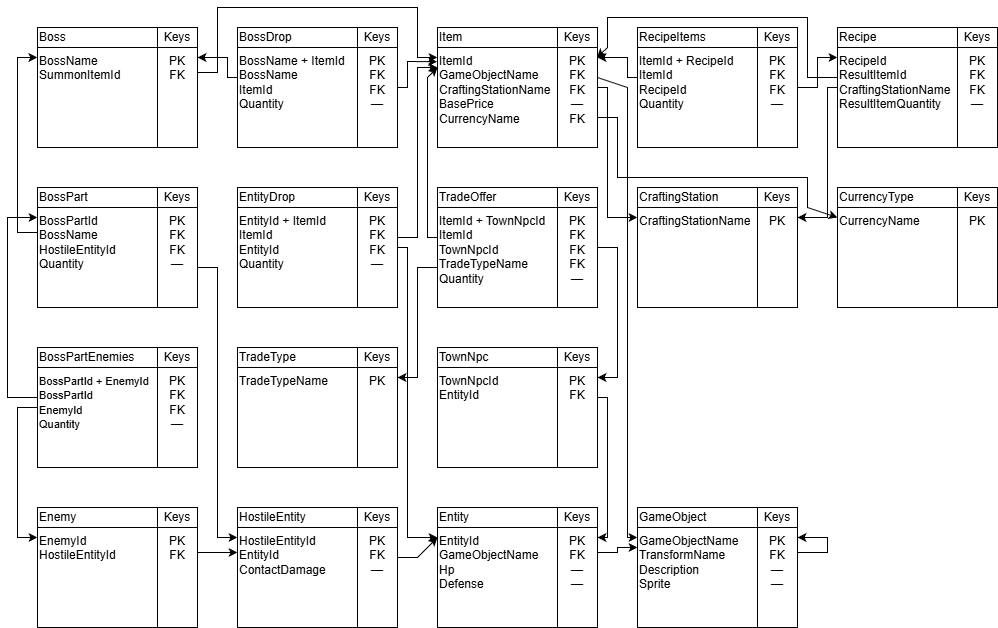 Boss Keys
BossName PK
SummonItemId FK
BossDrop Keys
BossName + ItemId PK
BossName FK
ItemId FK
Quantity —
Item Keys
ItemId PK
GameObjectName FK
CraftingStationName FK
BasePrice —
CurrencyName FK
RecipeItems Keys
ItemId + RecipeId PK
ItemId FK
RecipeId FK
Quantity —
Recipe Keys
RecipeId PK
ResultItemId FK
CraftingStationName FK
ResultItemQuantity —
BossPart Keys
BossPartId PK
BossName FK
HostileEntityId FK
Quantity —
EntityDrop Keys
EntityId + ItemId PK
ItemId FK
EntityId FK
Quantity —
TradeOffer Keys
ItemId + TownNpcId PK
ItemId FK
TownNpcId FK
TradeTypeName FK
Quantity —
CraftingStation Keys
CraftingStationName PK
CurrencyType Keys
CurrencyName PK
BossPartEnemies Keys
BossPartId + EnemyId PK
BossPartId FK
EnemyId FK
Quantity —
TradeType Keys
TradeTypeName PK
TownNpc Keys
TownNpcId PK
EntityId FK
Enemy Keys
EnemyId PK
HostileEntityId FK
HostileEntity Keys
HostileEntityId PK
EntityId FK
ContactDamage —
Entity Keys
EntityId PK
GameObjectName FK
Hp —
Defense —
GameObject Keys
GameObjectName PK
TransformName FK
Description —
Sprite —